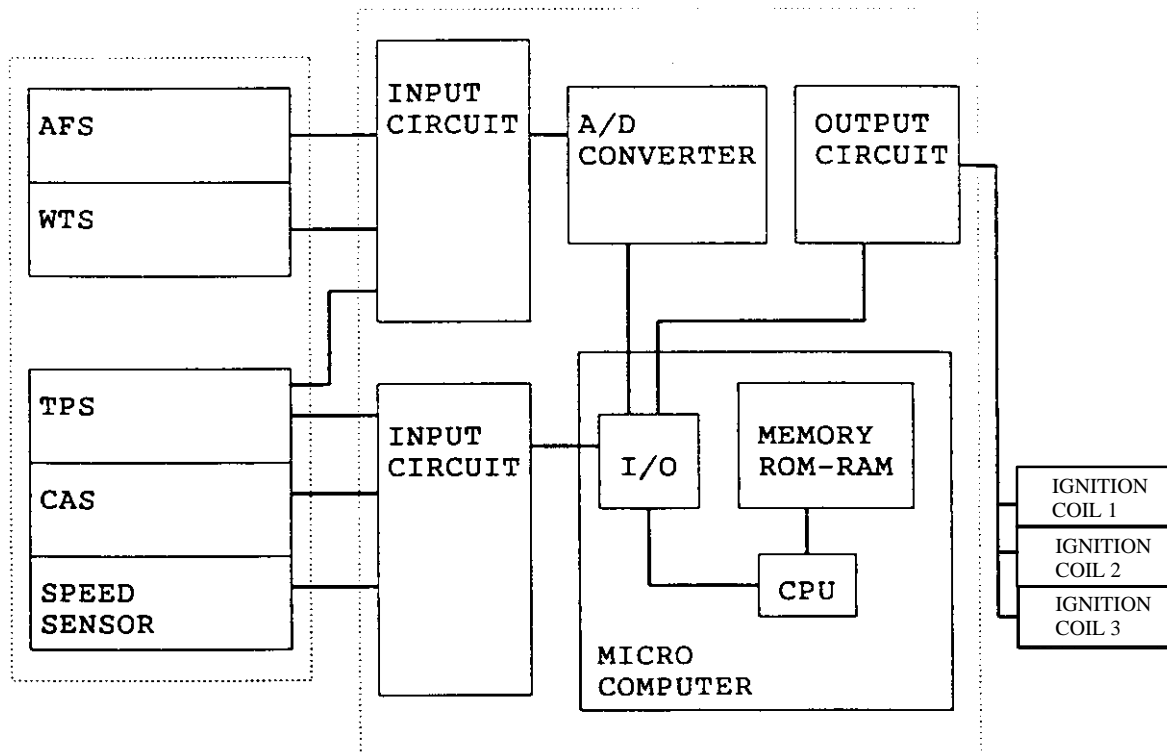 AFS
WTS
TPS
CAS
SPEED
SENSOR
INPUT
CIRCUIT
INPUT
CIRCUIT
A/D
CONVERTER
OUTPUT
CIRCUIT
I/O
MEMORY
ROM-RAM
CPU
MICRO
COMPUTER
IGNITION
COIL 1
IGNITION
COIL 2
IGNITION
COIL 3